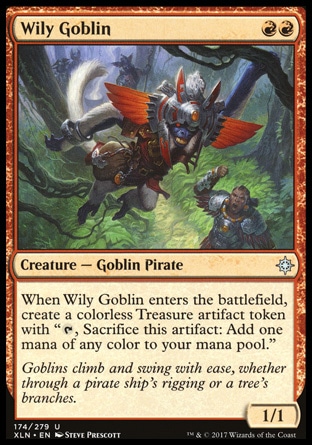 Wily Goblin
Creature — Goblin Pirate
When Wily Goblin enters the battlefield,
create a colorless Treasure artifact token
with “, Sacrifice this artifact: Add one
mana of any color to your mana pool.”
Goblins climb and swing with ease, whether
through a pirate ship's rigging or a tree's
branches.
1/1
174/279 U
XLN • EN Steve Prescott
™ & © 2017 Wizards of the Coast